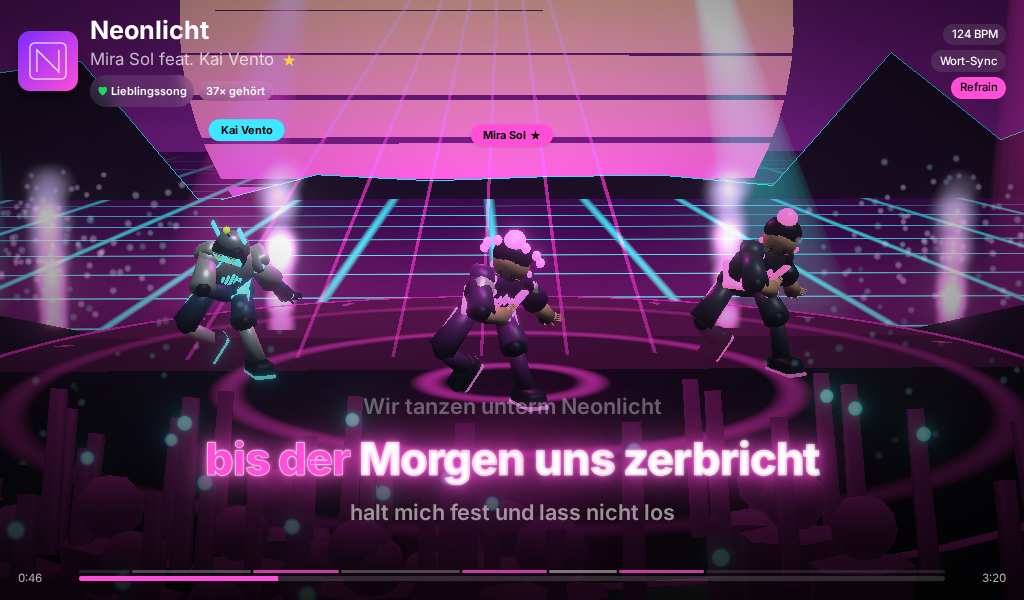 Neonlicht
Mira Sol feat. Kai Vento ★
Lieblingssong
37× gehört
124 BPM
Wort-Sync
Refrain
N
Kai Vento
Mira Sol ★
Wir tanzen unterm Neonlicht
bis der Morgen uns zerbricht
halt mich fest und lass nicht los
0:46
3:20